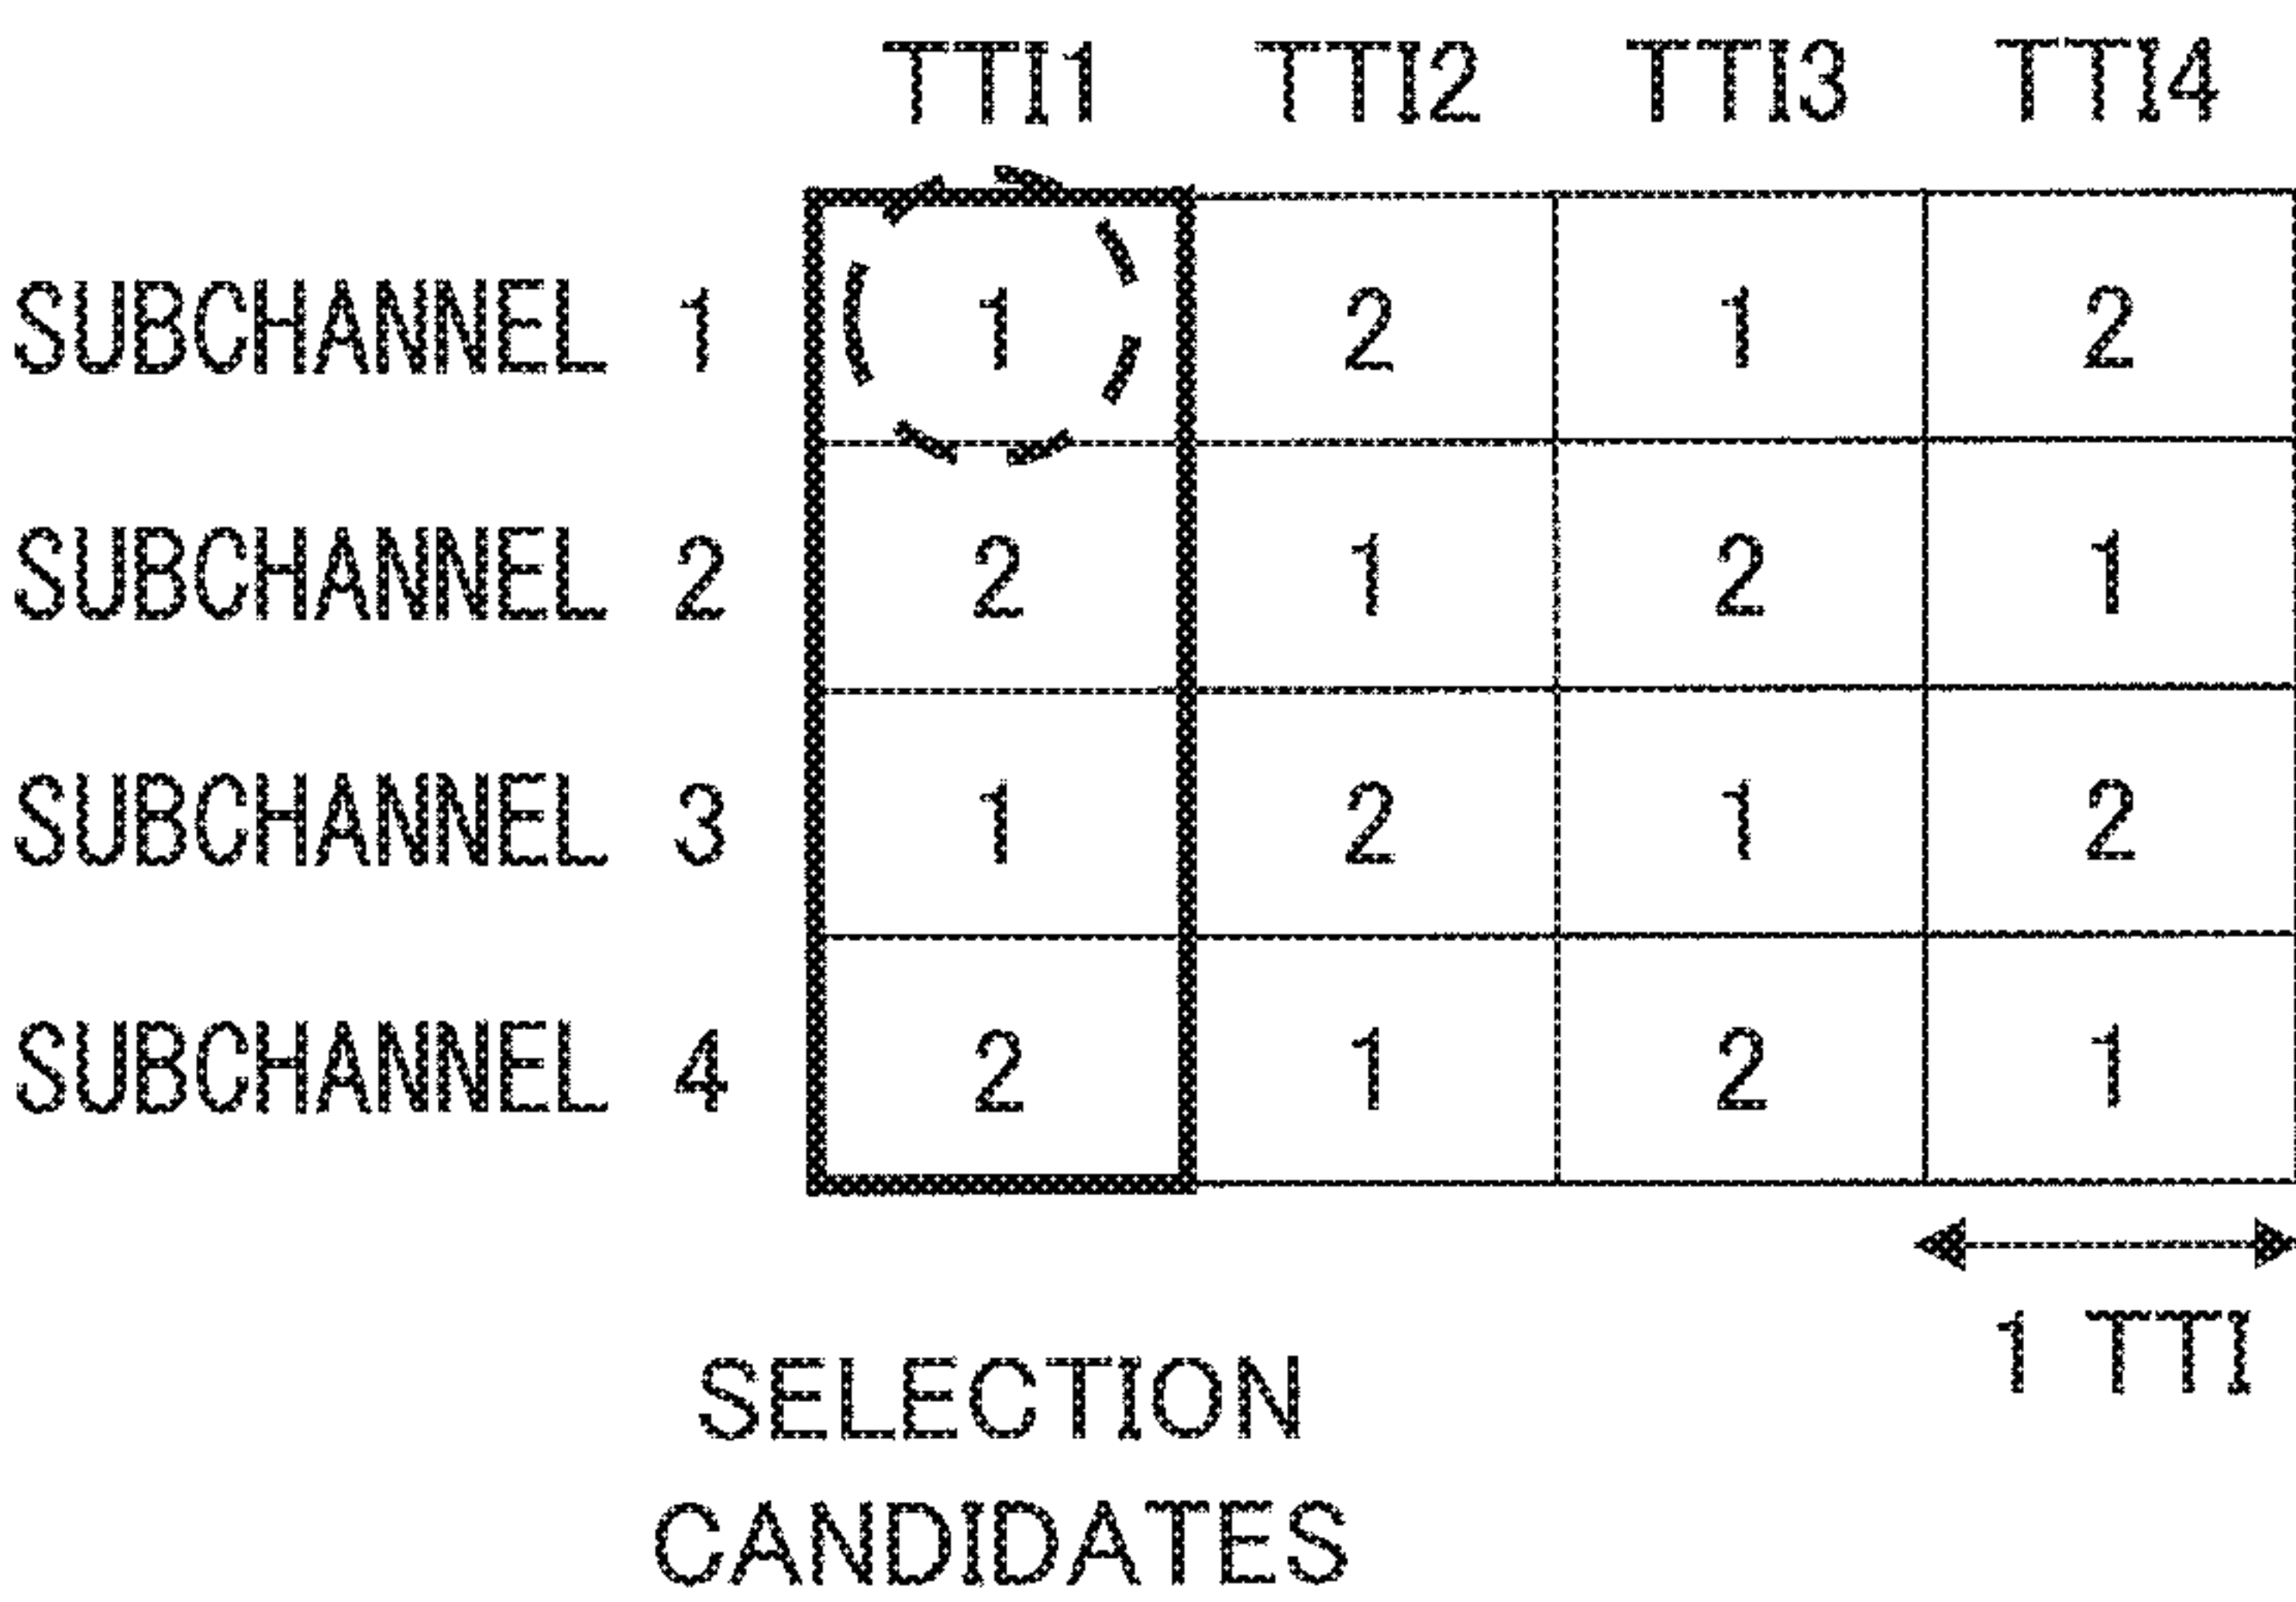 TTI1 TTI2 TTI3 TTI4
SUBCHANNEL 1 1 2 1 2
SUBCHANNEL 2 2 1 2 1
SUBCHANNEL 3 1 2 1 2
SUBCHANNEL 4 2 1 2 1
1 TTI
SELECTION
CANDIDATES